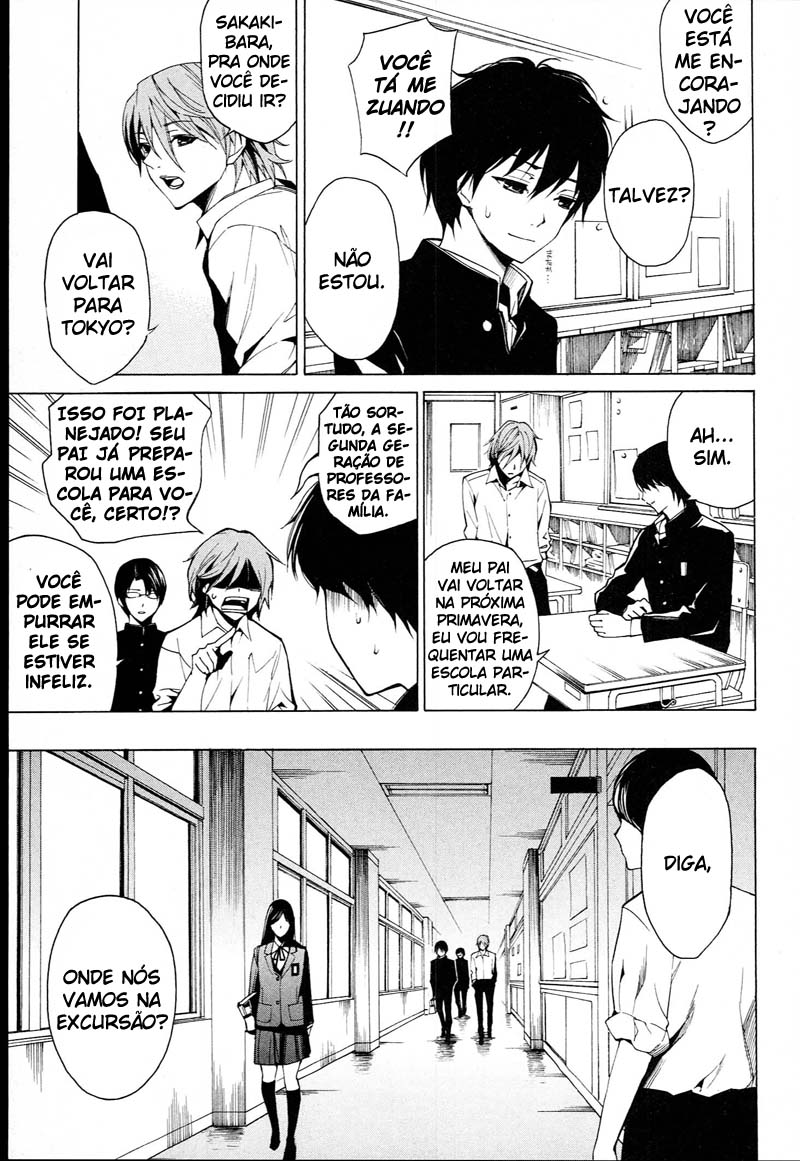 VOCÊ
ESTÁ
ME EN-
CORA-
JANDO
?
TALVEZ?
VOCÊ
TÁ ME
ZUANDO
!!
NÃO
ESTOU.
SAKAKI-
BARA,
PRA ONDE
VOCÊ DE-
CIDIU IR?
VAI
VOLTAR
PARA
TOKYO?
AH...
SIM.
MEU PAI
VAI VOLTAR
NA PRÓXIMA
PRIMAVERA,
EU VOU FRE-
QUENTAR UMA
ESCOLA PAR-
TICULAR.
TÃO SOR-
TUDO, A SE-
GUNDA GE-
RAÇÃO DE
PROFESSO-
RES DA FA-
MÍLIA.
ISSO FOI PLA-
NEJADO! SEU
PAI JÁ PREPA-
ROU UMA ES-
COLA PARA VO-
CÊ, CERTO!?
VOCÊ
PODE EM-
PURRAR
ELE SE
ESTIVER
INFELIZ.
DIGA,
ONDE NÓS
VAMOS NA
EXCURSÃO?